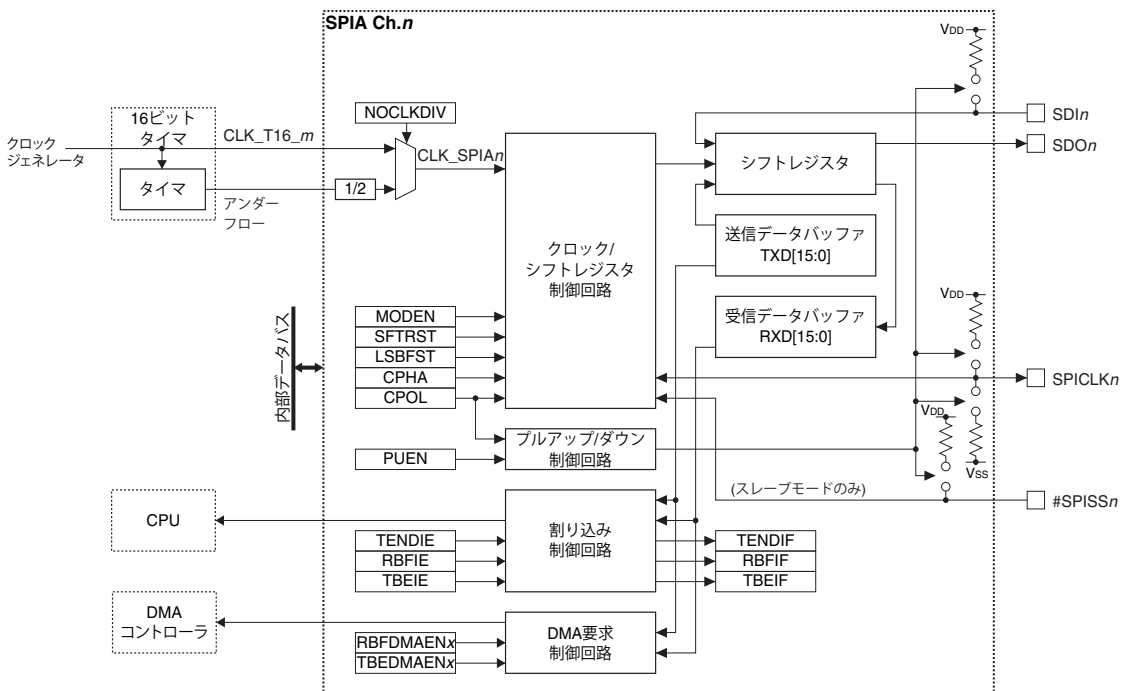 SPIA Ch.n
VDD
16ビット
タイマ
NOCLKDIV
SDIn
クロック
ジェネレータ
CLK_T16_m
CLK_SPIAn
SDOn
シフトレジスタ
タイマ
1/2
アンダー
フロー
送信データバッファ
TXD[15:0]
クロック/
シフトレジスタ
制御回路
VDD
受信データバッファ
RXD[15:0]
内部データバス
MODEN
SFTRST
LSBFST
CPHA
CPOL
SPICLKn
VDD
プルアップ/ダウン
制御回路
PUEN
VSS
(スレーブモードのみ)
#SPISSn
CPU
割り込み
制御回路
TENDIE
RBFIE
TBEIE
TENDIF
RBFIF
TBEIF
DMA
コントローラ
DMA要求
制御回路
RBFDMAENx
TBEDMAENx